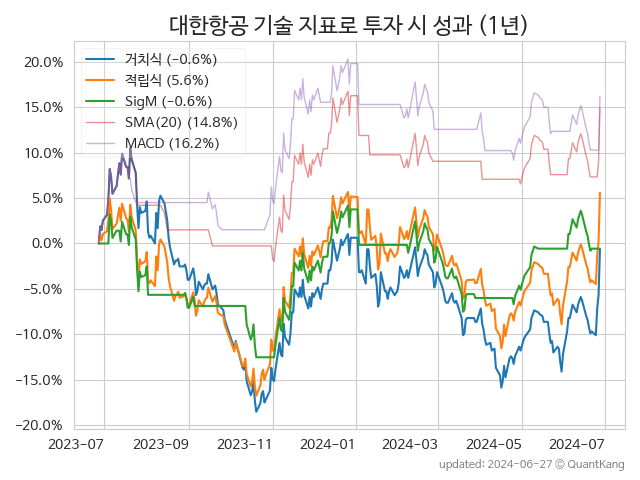 대한항공 기술 지표로 투자 시 성과 (1년)
거치식 (−0.6%)
적립식 (5.6%)
SigM (−0.6%)
SMA(20) (14.8%)
MACD (16.2%)
20.0%
15.0%
10.0%
5.0%
0.0%
−5.0%
−10.0%
−15.0%
−20.0%
2023-07 2023-09 2023-11 2024-01 2024-03 2024-05 2024-07
updated: 2024-06-27 © QuantKang